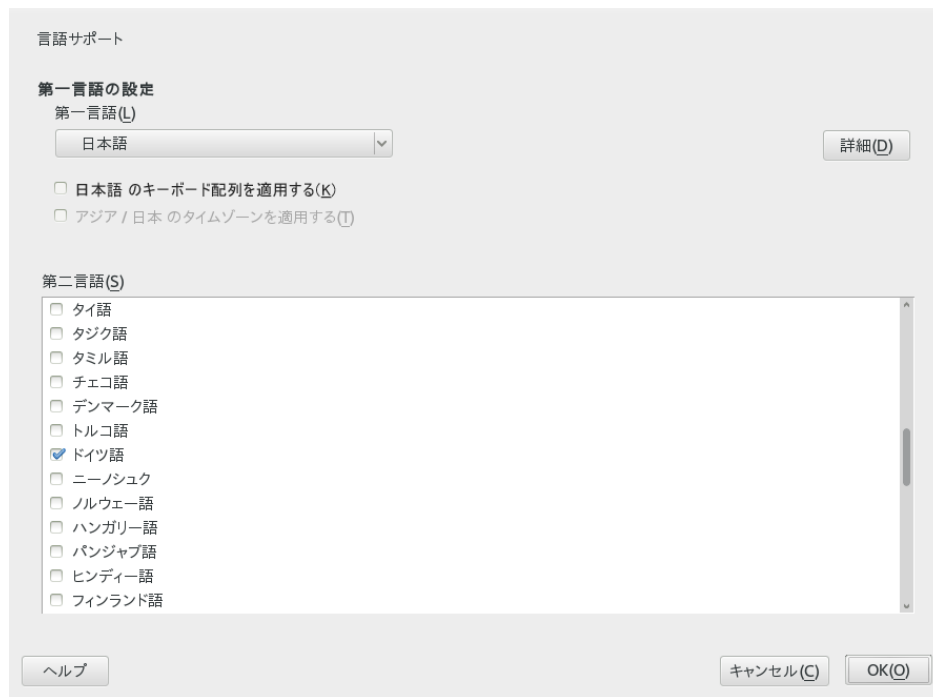 言語サポート
第一言語の設定
第一言語(L)
日本語
詳細(D)
日本語 のキーボード配列を適用する(K)
アジア / 日本 のタイムゾーンを適用する(T)
第二言語(S)
タイ語
タジク語
タミル語
チェコ語
デンマーク語
トルコ語
ドイツ語
ニーノシュク
ノルウェー語
ハンガリー語
パンジャブ語
ヒンディー語
フィンランド語
ヘルプ
キャンセル(C)
OK(O)